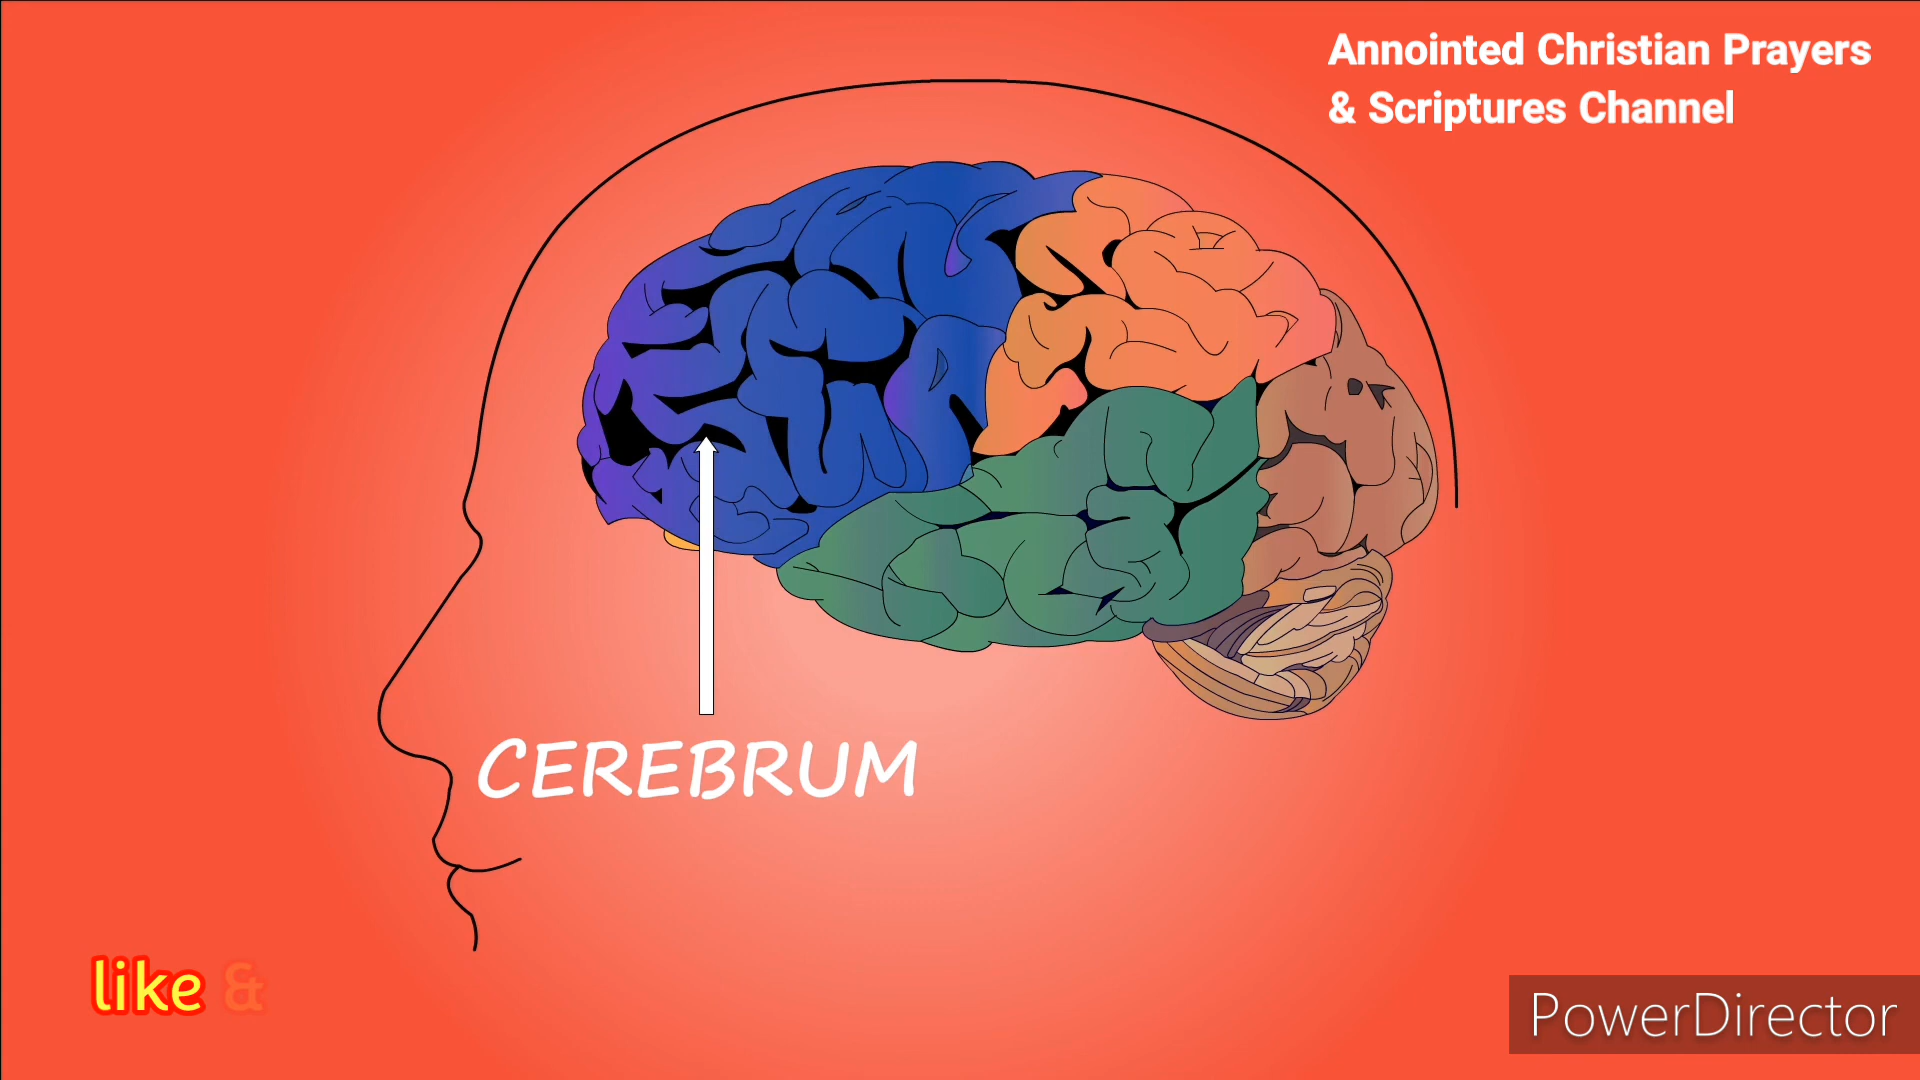 Annointed Christian Prayers
& Scriptures Channel
CEREBRUM
like &
PowerDirector